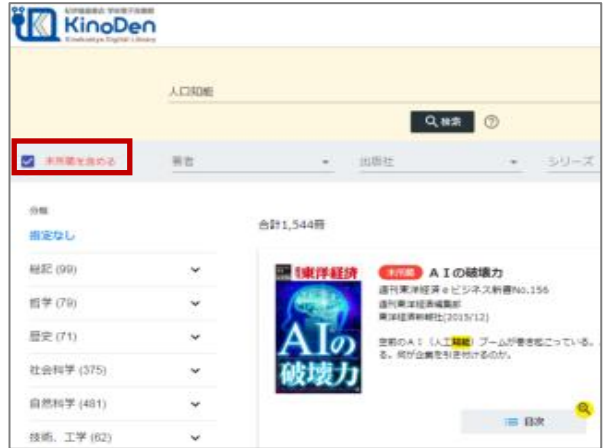 紀伊國屋書店 学術電子図書館
KinoDen
Kinokuniya Digital Library
人口知能
検索
未所蔵を含める
著者
出版社
シリーズ
分類
指定なし
総記 (99)
哲学 (79)
歴史 (71)
社会科学 (375)
自然科学 (481)
技術、工学 (62)
合計1,544冊
週刊東洋経済
AIの
破壊力
未所蔵 AIの破壊力
週刊東洋経済eビジネス新書No.156
週刊東洋経済編集部
東洋経済新報社(2015/12)
空前のAI（人工知能）ブームが巻き起こっている。
る。何が企業を引き付けるのか。
目次